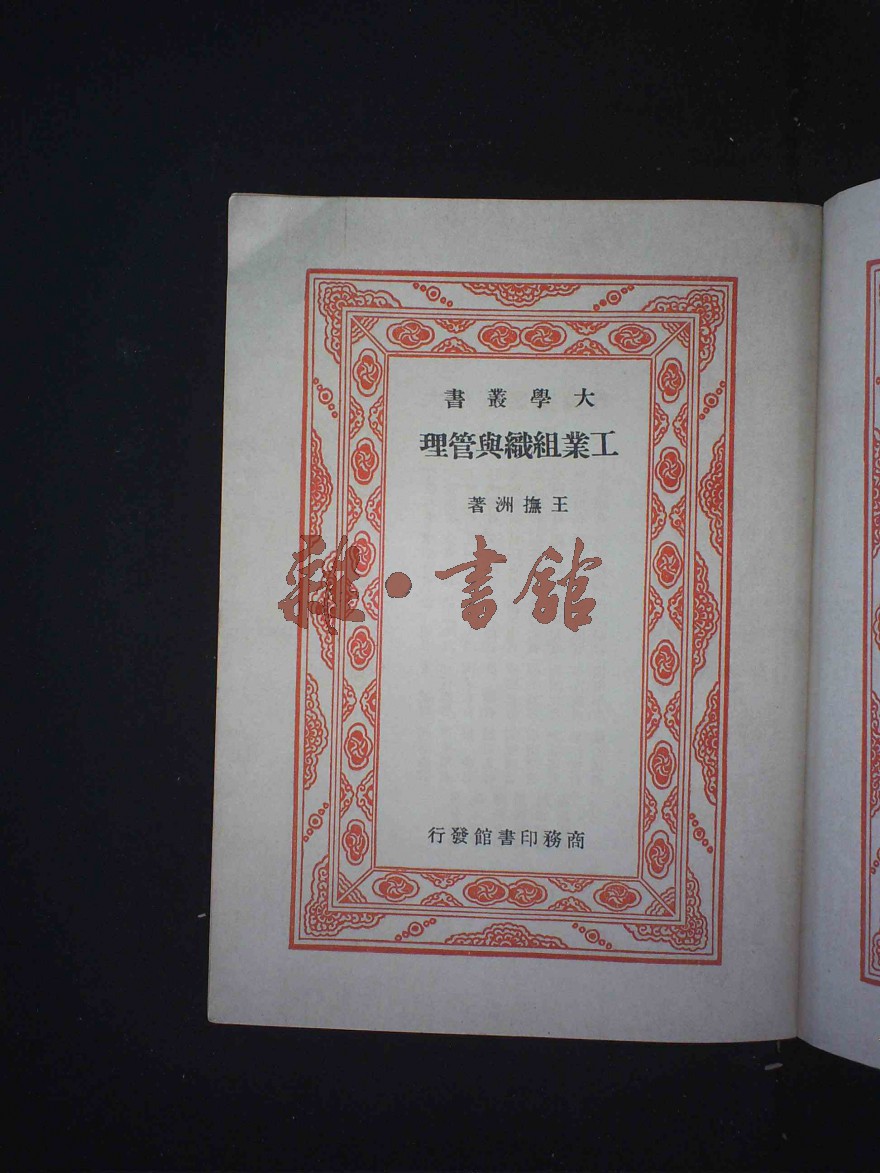 大學叢書
工業組織與管理
王撫洲著
雜·書館
商務印書館發行